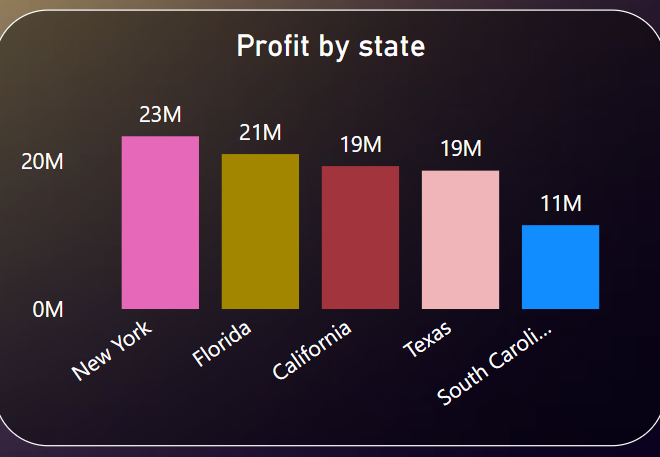 Profit by state
23M
21M
19M
19M
11M
20M
0M
New York
Florida
California
Texas
South Caroli...